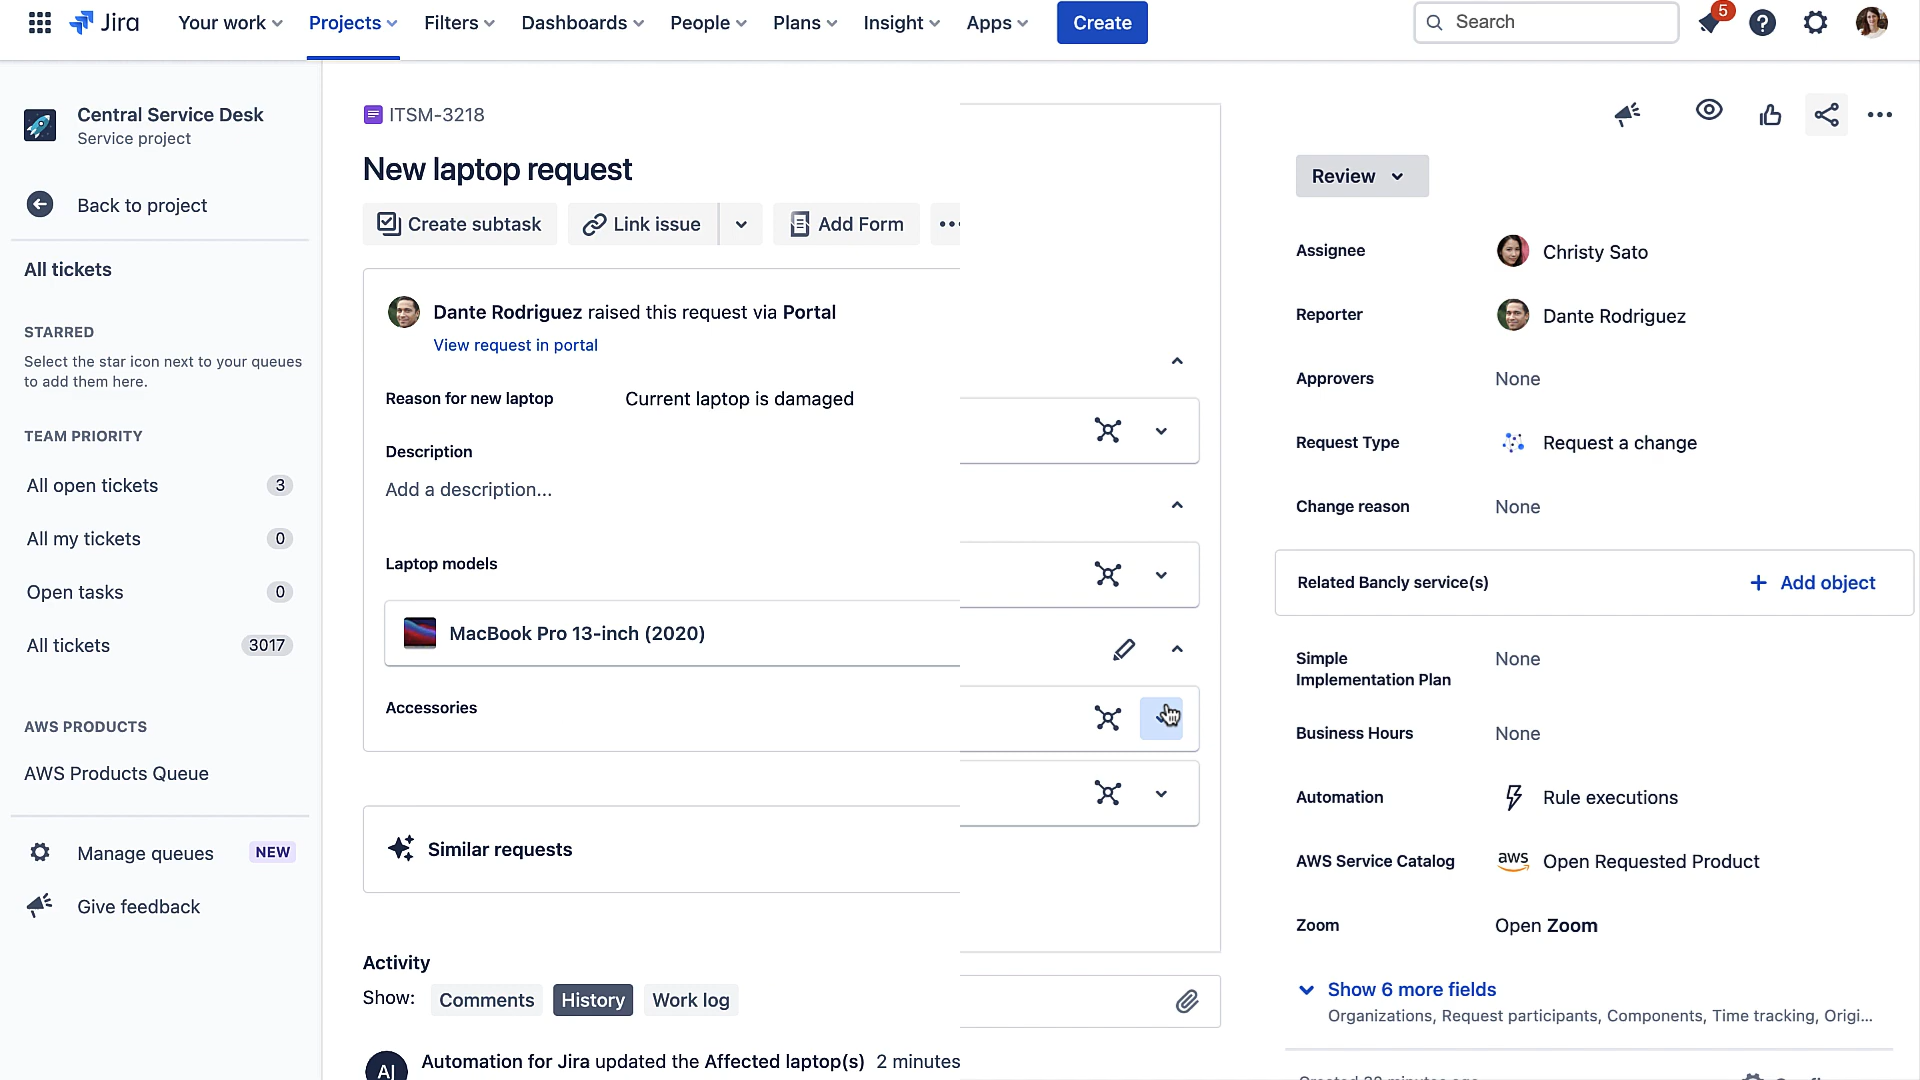 Jira
Your work
Projects
Filters
Dashboards
People
Plans
Insight
Apps
Create
Search
5
Central Service Desk
Service project
Back to project
All tickets
STARRED
Select the star icon next to your queues
to add them here.
TEAM PRIORITY
All open tickets 3
All my tickets 0
Open tasks 0
All tickets 3017
AWS PRODUCTS
AWS Products Queue
Manage queues NEW
Give feedback
ITSM-3218
New laptop request
Create subtask
Link issue
Add Form
Dante Rodriguez raised this request via Portal
View request in portal
Reason for new laptop Current laptop is damaged
Description
Add a description...
Laptop models
MacBook Pro 13-inch (2020)
Accessories
Similar requests
Activity
Show: Comments History Work log
AJ
Automation for Jira updated the Affected laptop(s) 2 minutes
Review
Assignee Christy Sato
Reporter Dante Rodriguez
Approvers None
Request Type Request a change
Change reason None
Related Bancly service(s) + Add object
Simple
Implementation Plan None
Business Hours None
Automation Rule executions
AWS Service Catalog aws Open Requested Product
Zoom Open Zoom
Show 6 more fields
Organizations, Request participants, Components, Time tracking, Origi...